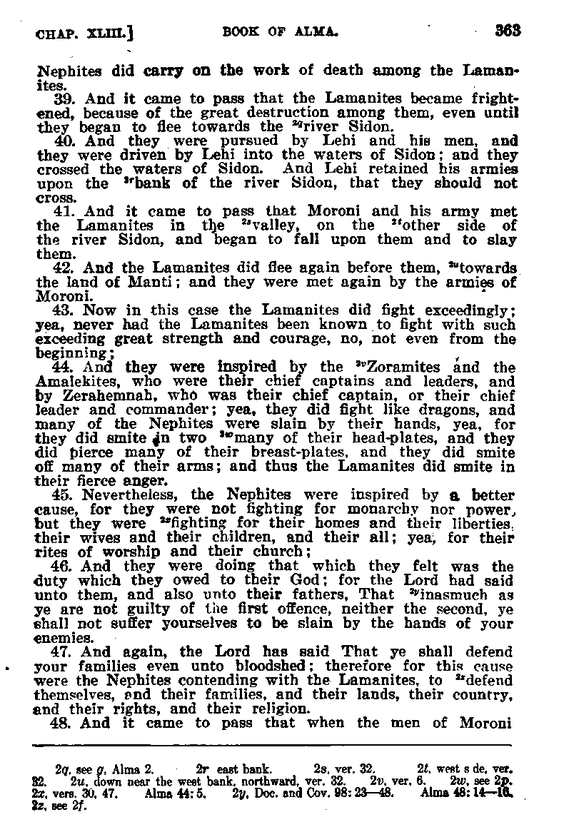 CHAP. XLIII.] BOOK OF ALMA. 363
Nephites did carry on the work of death among the Laman-
ites.
39. And it came to pass that the Lamanites became fright-
ened, because of the great destruction among them, even until
they began to flee towards the 2qriver Sidon.
40. And they were pursued by Lehi and his men, and
they were driven by Lehi into the waters of Sidon; and they
crossed the waters of Sidon. And Lehi retained his armies
upon the 2rbank of the river Sidon, that they should not
cross.
41. And it came to pass that Moroni and his army met
the Lamanites in the 2svalley, on the 2tother side of
the river Sidon, and began to fall upon them and to slay
them.
42. And the Lamanites did flee again before them, 2utowards
the land of Manti; and they were met again by the armies of
Moroni.
43. Now in this case the Lamanites did fight exceedingly;
yea, never had the Lamanites been known to fight with such
exceeding great strength and courage, no, not even from the
beginning;
44. And they were inspired by the 2vZoramites and the
Amalekites, who were their chief captains and leaders, and
by Zerahemnah, who was their chief captain, or their chief
leader and commander; yea, they did fight like dragons, and
many of the Nephites were slain by their hands, yea, for
they did smite in two 2wmany of their head-plates, and they
did pierce many of their breast-plates, and they did smite
off many of their arms; and thus the Lamanites did smite in
their fierce anger.
45. Nevertheless, the Nephites were inspired by a better
cause, for they were not fighting for monarchy nor power,
but they were 2xfighting for their homes and their liberties,
their wives and their children, and their all; yea, for their
rites of worship and their church;
46. And they were doing that which they felt was the
duty which they owed to their God; for the Lord had said
unto them, and also unto their fathers, That 2yinasmuch as
ye are not guilty of the first offence, neither the second, ye
shall not suffer yourselves to be slain by the hands of your
enemies.
47. And again, the Lord has said That ye shall defend
your families even unto bloodshed; therefore for this cause
were the Nephites contending with the Lamanites, to 2zdefend
themselves, and their families, and their lands, their country,
and their rights, and their religion.
48. And it came to pass that when the men of Moroni
2q, see g, Alma 2. 2r east bank. 2s, ver. 32. 2t, west s de, ver.
32. 2u, down near the west bank, northward, ver. 32. 2v, ver. 6. 2w, see 2p.
2x, vers. 30, 47. Alma 44:5. 2y, Doc. and Cov. 98:23—48. Alma 48:14—16.
2z, see 2f.